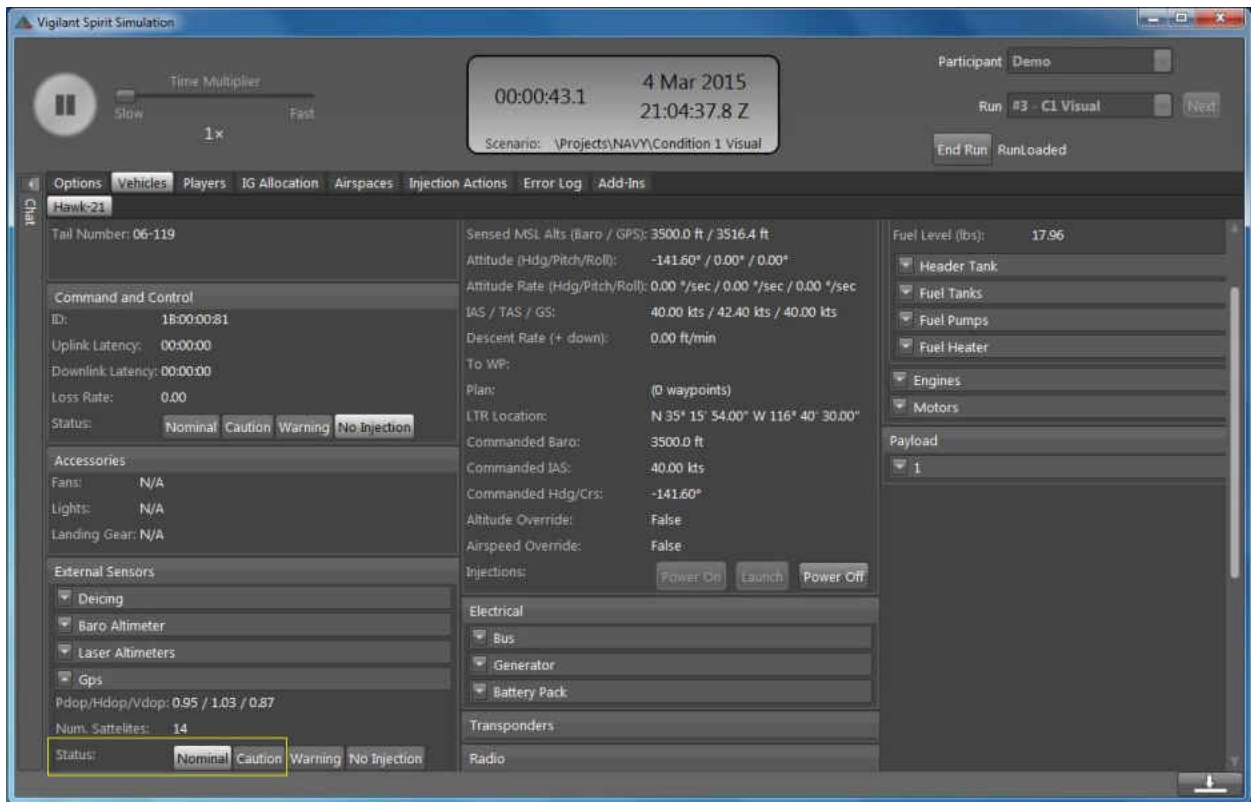 Vigilant Spirit Simulation
Time Multiplier
Slow Fast
1×
00:00:43.1
4 Mar 2015
21:04:37.8 Z
Scenario: \Projects\NAVY\Condition 1 Visual
Participant Demo
Run #3 - C1 Visual Next
End Run RunLoaded
Options Vehicles Players IG Allocation Airspaces Injection Actions Error Log Add-Ins
Chat
Hawk-21
Tail Number: 06-119
Command and Control
ID: 1B:00:00:81
Uplink Latency: 00:00:00
Downlink Latency: 00:00:00
Loss Rate: 0.00
Status: Nominal Caution Warning No Injection
Accessories
Fans: N/A
Lights: N/A
Landing Gear: N/A
External Sensors
Deicing
Baro Altimeter
Laser Altimeters
Gps
Pdop/Hdop/Vdop: 0.95 / 1.03 / 0.87
Num. Sattelites: 14
Status: Nominal Caution Warning No Injection
Sensed MSL Alts (Baro / GPS): 3500.0 ft / 3516.4 ft
Attitude (Hdg/Pitch/Roll): -141.60° / 0.00° / 0.00°
Attitude Rate (Hdg/Pitch/Roll): 0.00 °/sec / 0.00 °/sec / 0.00 °/sec
IAS / TAS / GS: 40.00 kts / 42.40 kts / 40.00 kts
Descent Rate (+ down): 0.00 ft/min
To WP:
Plan: (0 waypoints)
LTR Location: N 35° 15' 54.00" W 116° 40' 30.00"
Commanded Baro: 3500.0 ft
Commanded IAS: 40.00 kts
Commanded Hdg/Crs: -141.60°
Altitude Override: False
Airspeed Override: False
Injections: Power On Launch Power Off
Electrical
Bus
Generator
Battery Pack
Transponders
Radio
Fuel Level (lbs): 17.96
Header Tank
Fuel Tanks
Fuel Pumps
Fuel Heater
Engines
Motors
Payload
1